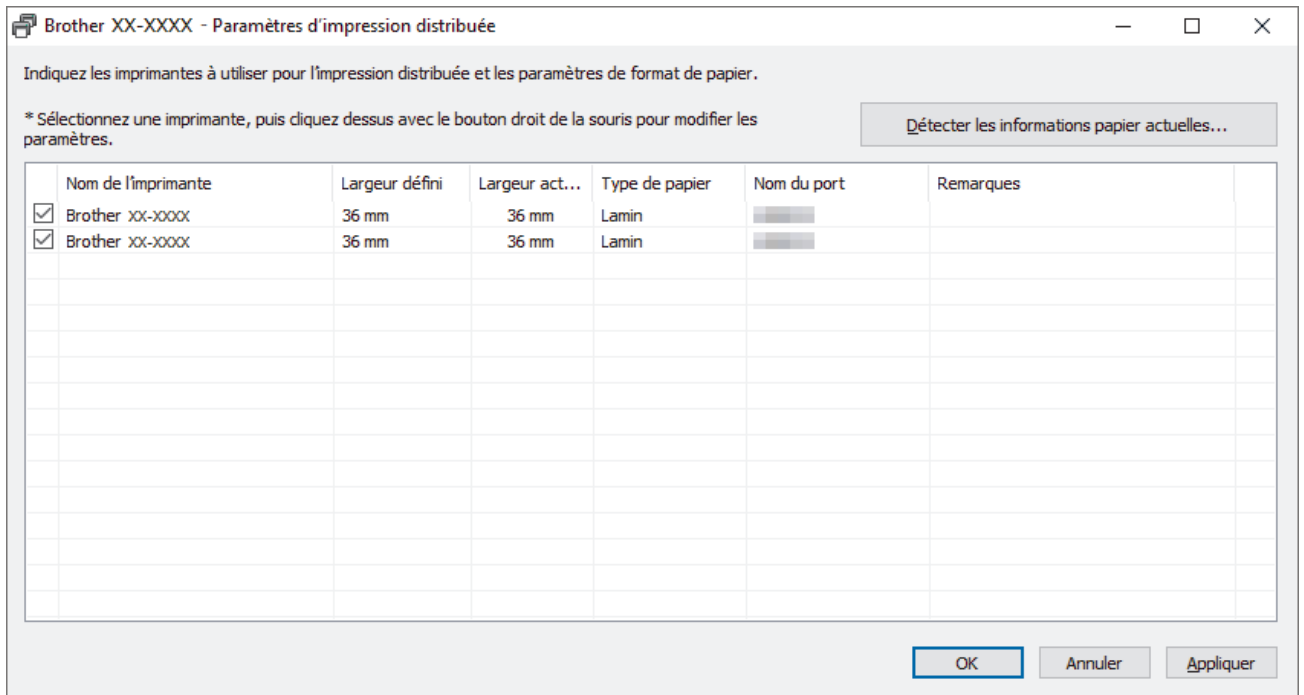 Brother XX-XXXX - Paramètres d'impression distribuée
Indiquez les imprimantes à utiliser pour l'impression distribuée et les paramètres de format de papier.
* Sélectionnez une imprimante, puis cliquez dessus avec le bouton droit de la souris pour modifier les
paramètres.
Détecter les informations papier actuelles...
Nom de l'imprimante Largeur défini Largeur act... Type de papier Nom du port Remarques
Brother XX-XXXX 36 mm 36 mm Lamin
Brother XX-XXXX 36 mm 36 mm Lamin
OK Annuler Appliquer